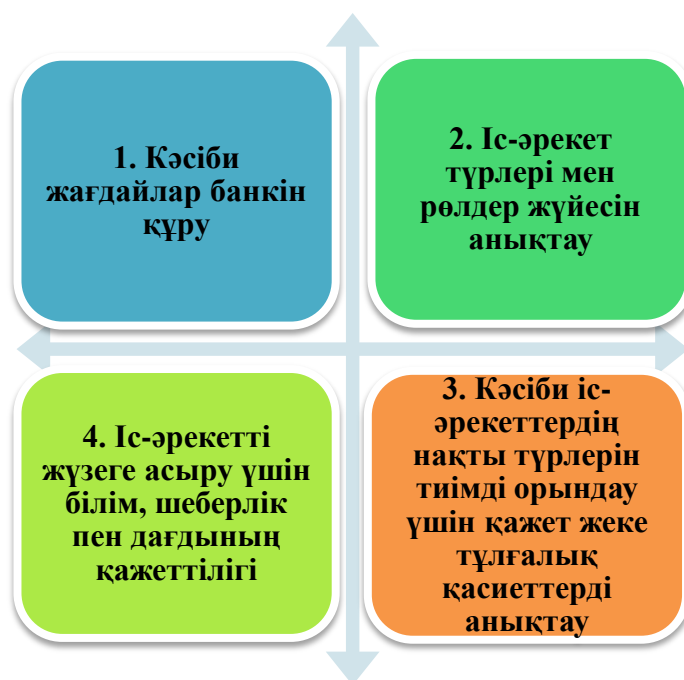 1. Кәсіби
жағдайлар банкін
құру
2. Іс-әрекет
түрлері мен
рөлдер жүйесін
анықтау
4. Іс-әрекетті
жүзеге асыру үшін
білім, шеберлік
пен дағдының
қажеттілігі
3. Кәсіби іс-
әрекеттердің
нақты түрлерін
тиімді орындау
үшін қажет жеке
тұлғалық
қасиеттерді
анықтау